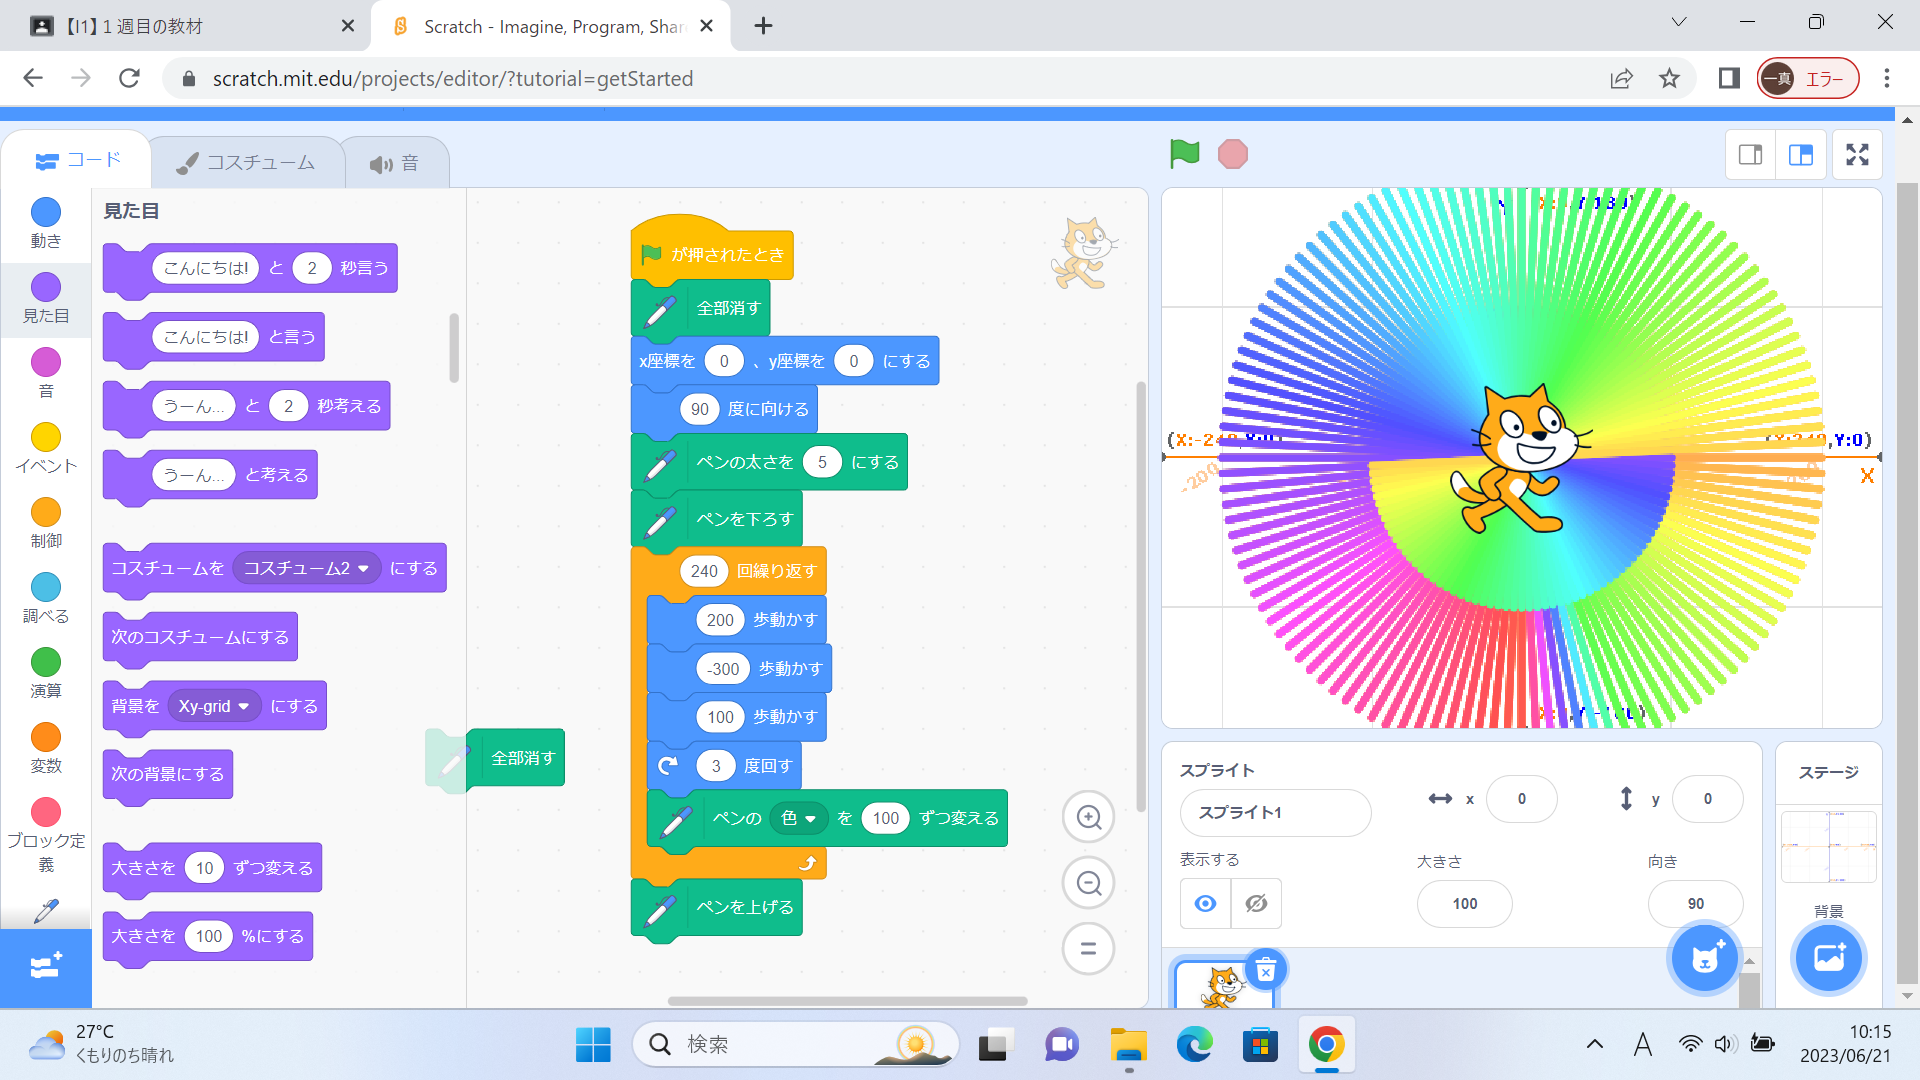 【I1】１週目の教材
Scratch - Imagine, Program, Shar
scratch.mit.edu/projects/editor/?tutorial=getStarted
一真
エラー
コード
コスチューム
音
動き
見た目
音
イベント
制御
調べる
演算
変数
ブロック定
義
見た目
こんにちは! と 2 秒言う
こんにちは! と言う
うーん... と 2 秒考える
うーん... と考える
コスチュームを コスチューム2 にする
次のコスチュームにする
背景を Xy-grid にする
次の背景にする
大きさを 10 ずつ変える
大きさを 100 %にする
が押されたとき
全部消す
x座標を 0 、y座標を 0 にする
90 度に向ける
ペンの太さを 5 にする
ペンを下ろす
240 回繰り返す
200 歩動かす
-300 歩動かす
100 歩動かす
3 度回す
ペンの 色 を 100 ずつ変える
ペンを上げる
全部消す
,Y:0)
-200
X
スプライト
スプライト1
x 0
y 0
表示する
大きさ
100
向き
90
ステージ
背景
27°C
くもりのち晴れ
検索
A
10:15
2023/06/21